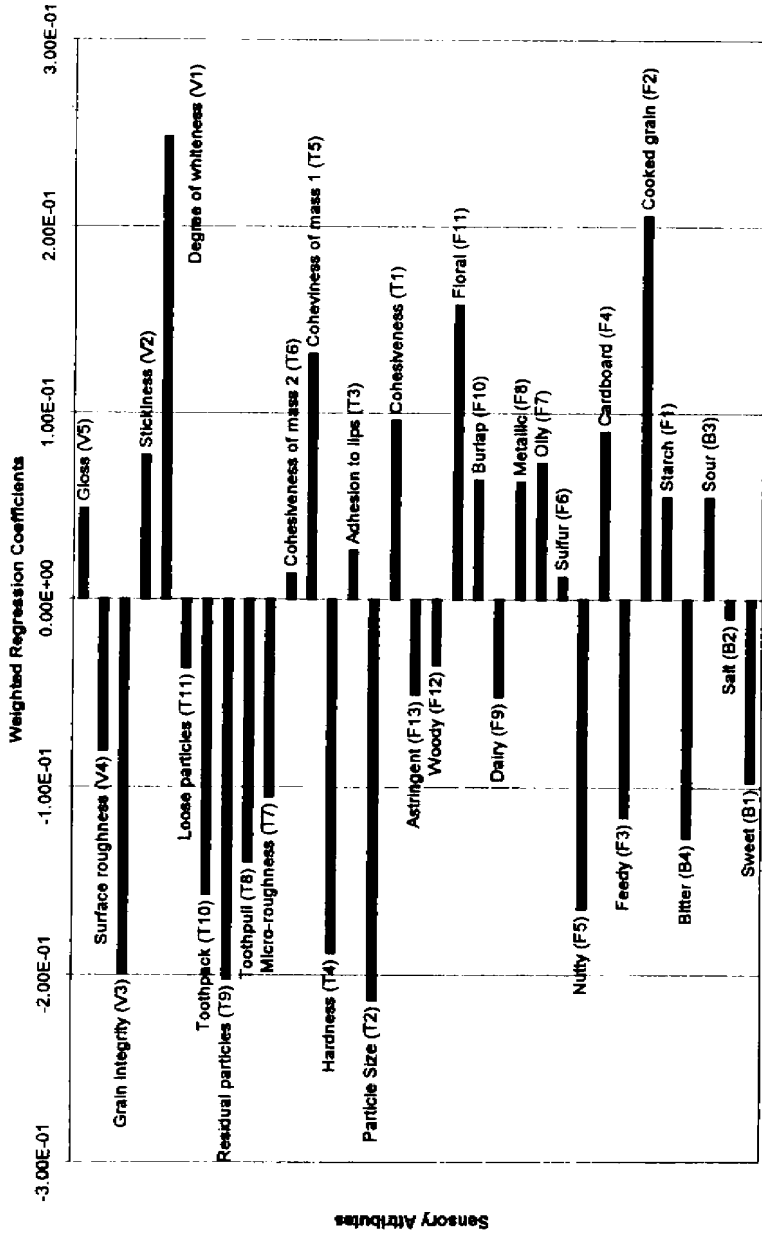 Weighted Regression Coefficients
-3.00E-01
-2.00E-01
-1.00E-01
0.00E+00
1.00E-01
2.00E-01
3.00E-01
Sensory Attributes
Gloss (V5)
Surface roughness (V4)
Grain integrity (V3)
Stickiness (V2)
Degree of whiteness (V1)
Loose particles (T11)
Toothpack (T10)
Residual particles (T9)
Toothpull (T8)
Micro-roughness (T7)
Cohesiveness of mass 2 (T6)
Coheviness of mass 1 (T5)
Hardness (T4)
Adhesion to lips (T3)
Particle Size (T2)
Cohesiveness (T1)
Astringent (F13)
Woody (F12)
Floral (F11)
Burlap (F10)
Dairy (F9)
Metallic (F8)
Oily (F7)
Sulfur (F6)
Nutty (F5)
Cardboard (F4)
Feedy (F3)
Cooked grain (F2)
Starch (F1)
Bitter (B4)
Sour (B3)
Salt (B2)
Sweet (B1)